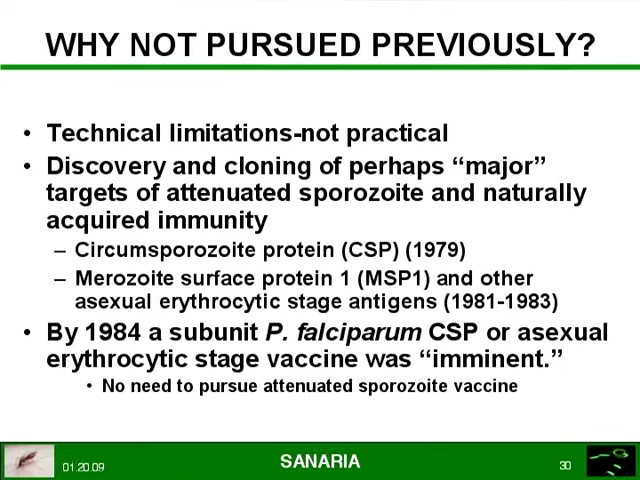 WHY NOT PURSUED PREVIOUSLY?
• Technical limitations-not practical
• Discovery and cloning of perhaps “major”
targets of attenuated sporozoite and naturally
acquired immunity
– Circumsporozoite protein (CSP) (1979)
– Merozoite surface protein 1 (MSP1) and other
asexual erythrocytic stage antigens (1981-1983)
• By 1984 a subunit P. falciparum CSP or asexual
erythrocytic stage vaccine was “imminent.”
• No need to pursue attenuated sporozoite vaccine
01.20.09
SANARIA
30